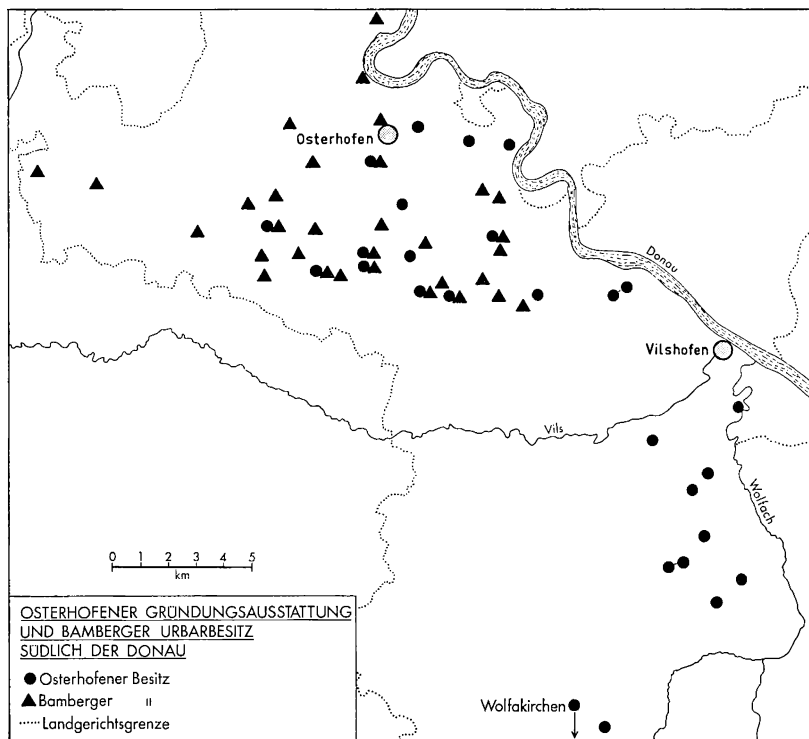 Osterhofen
Donau
Vilshofen
Vils
Wolfach
0 1 2 3 4 5
km
OSTERHOFENER GRÜNDUNGSAUSSTATTUNG
UND BAMBERGER URBARBESITZ
SÜDLICH DER DONAU
Osterhofener Besitz
Bamberger "
Landgerichtsgrenze
Wolfakirchen